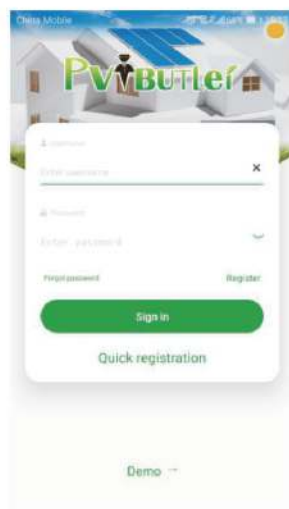 China Mobile
PVBUTLER
Username
Enter username
Password
Enter password
Forgot password
Register
Sign in
Quick registration
Demo →